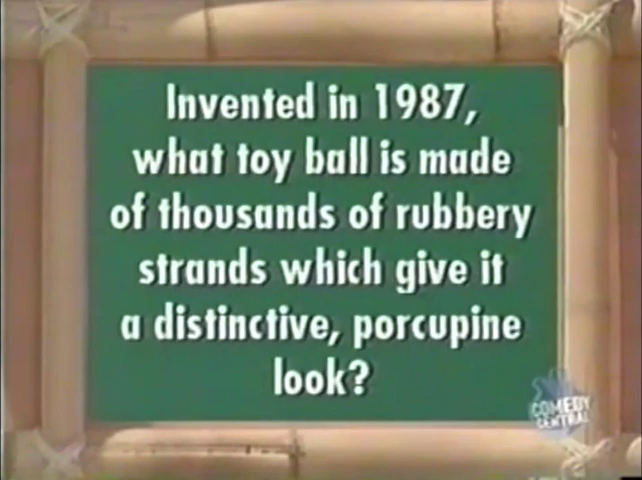 Invented in 1987,
what toy ball is made
of thousands of rubbery
strands which give it
a distinctive, porcupine
look?
COMEDY
CENTRAL